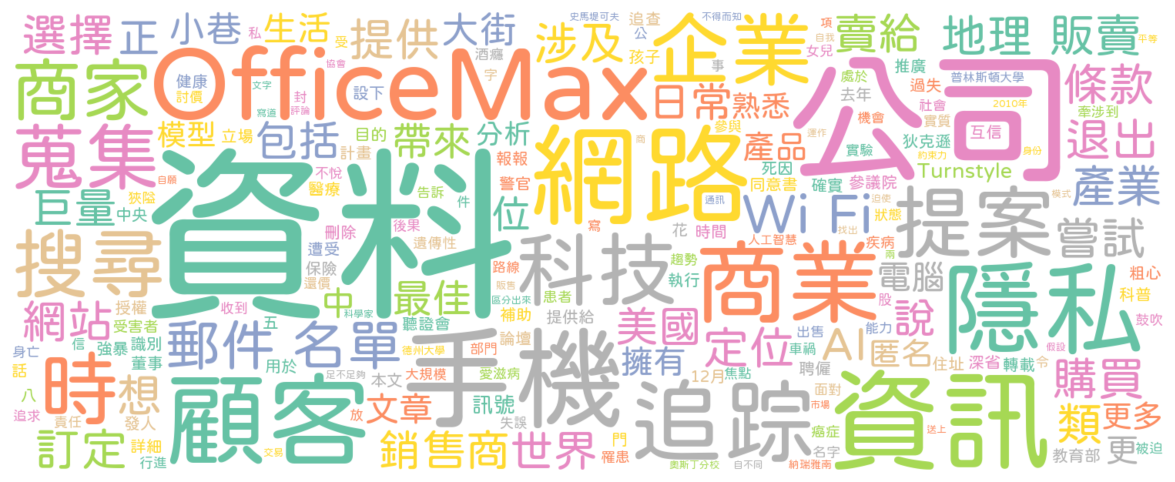 選擇 正 小巷 私 生活 受 提供 史馬堤可夫 酒癮 大街 涉及 追查 公 企業 不得而知 項 自我 女兒 賣給 地理 販賣 平等
商家 健康 討價 文字 協會 OfficeMax 封 評論 設下 字 孩子 事 日常 熟悉 處於 去年 推廣 機會 普林斯頓大學 過失 社會 2010年 實質 牽涉到 條款
蒐集 模型 立場 寫道 包括 目的 計畫 帶來 分析 網路 參與 產品 公司 運作 實驗 約束力 狄克遜 互信 身份 退出
巨量 狹隘 自願 中央 資料 不悅 醫療 報報 警官 告訴 件 位 死因 同意書 通訊 商 確實 參議院 Turnstyle 迫使 模式 產業
搜尋 刪除 遭受 保險 還價 後果 遺傳性 科技 寫 花 時間 Wi Fi 人工智慧 狀態 找出 疾病 兩 提案 嘗試
網站 授權 受害者 收到 科學家 中 五 路線 販售 最佳 區分出來 聽證會 患者 補助 提供給 趨勢 執行 美國 商業 電腦 股 說 隱私 粗心 科普 鼓吹
身亡 信 話 強暴 識別 董事 郵件 名單 用於 德州大學 部門 論壇 手機 定位 擁有 出售 能力 車禍 焦點 12月 聘僱 AI 匿名 住址 深省 轉載 假設 令
八 時 想 顧客 足不足夠 本文 大規模 愛滋病 放 文章 訊號 失誤 追蹤 面對 市場 資訊 購買
追求 責任 發人 訂定 詳細 行進 交易 銷售商 世界 門 罹患 奧斯丁分校 自不同 癌症 名字 納瑞雅南 送上 類 更多 教育部 更 被迫